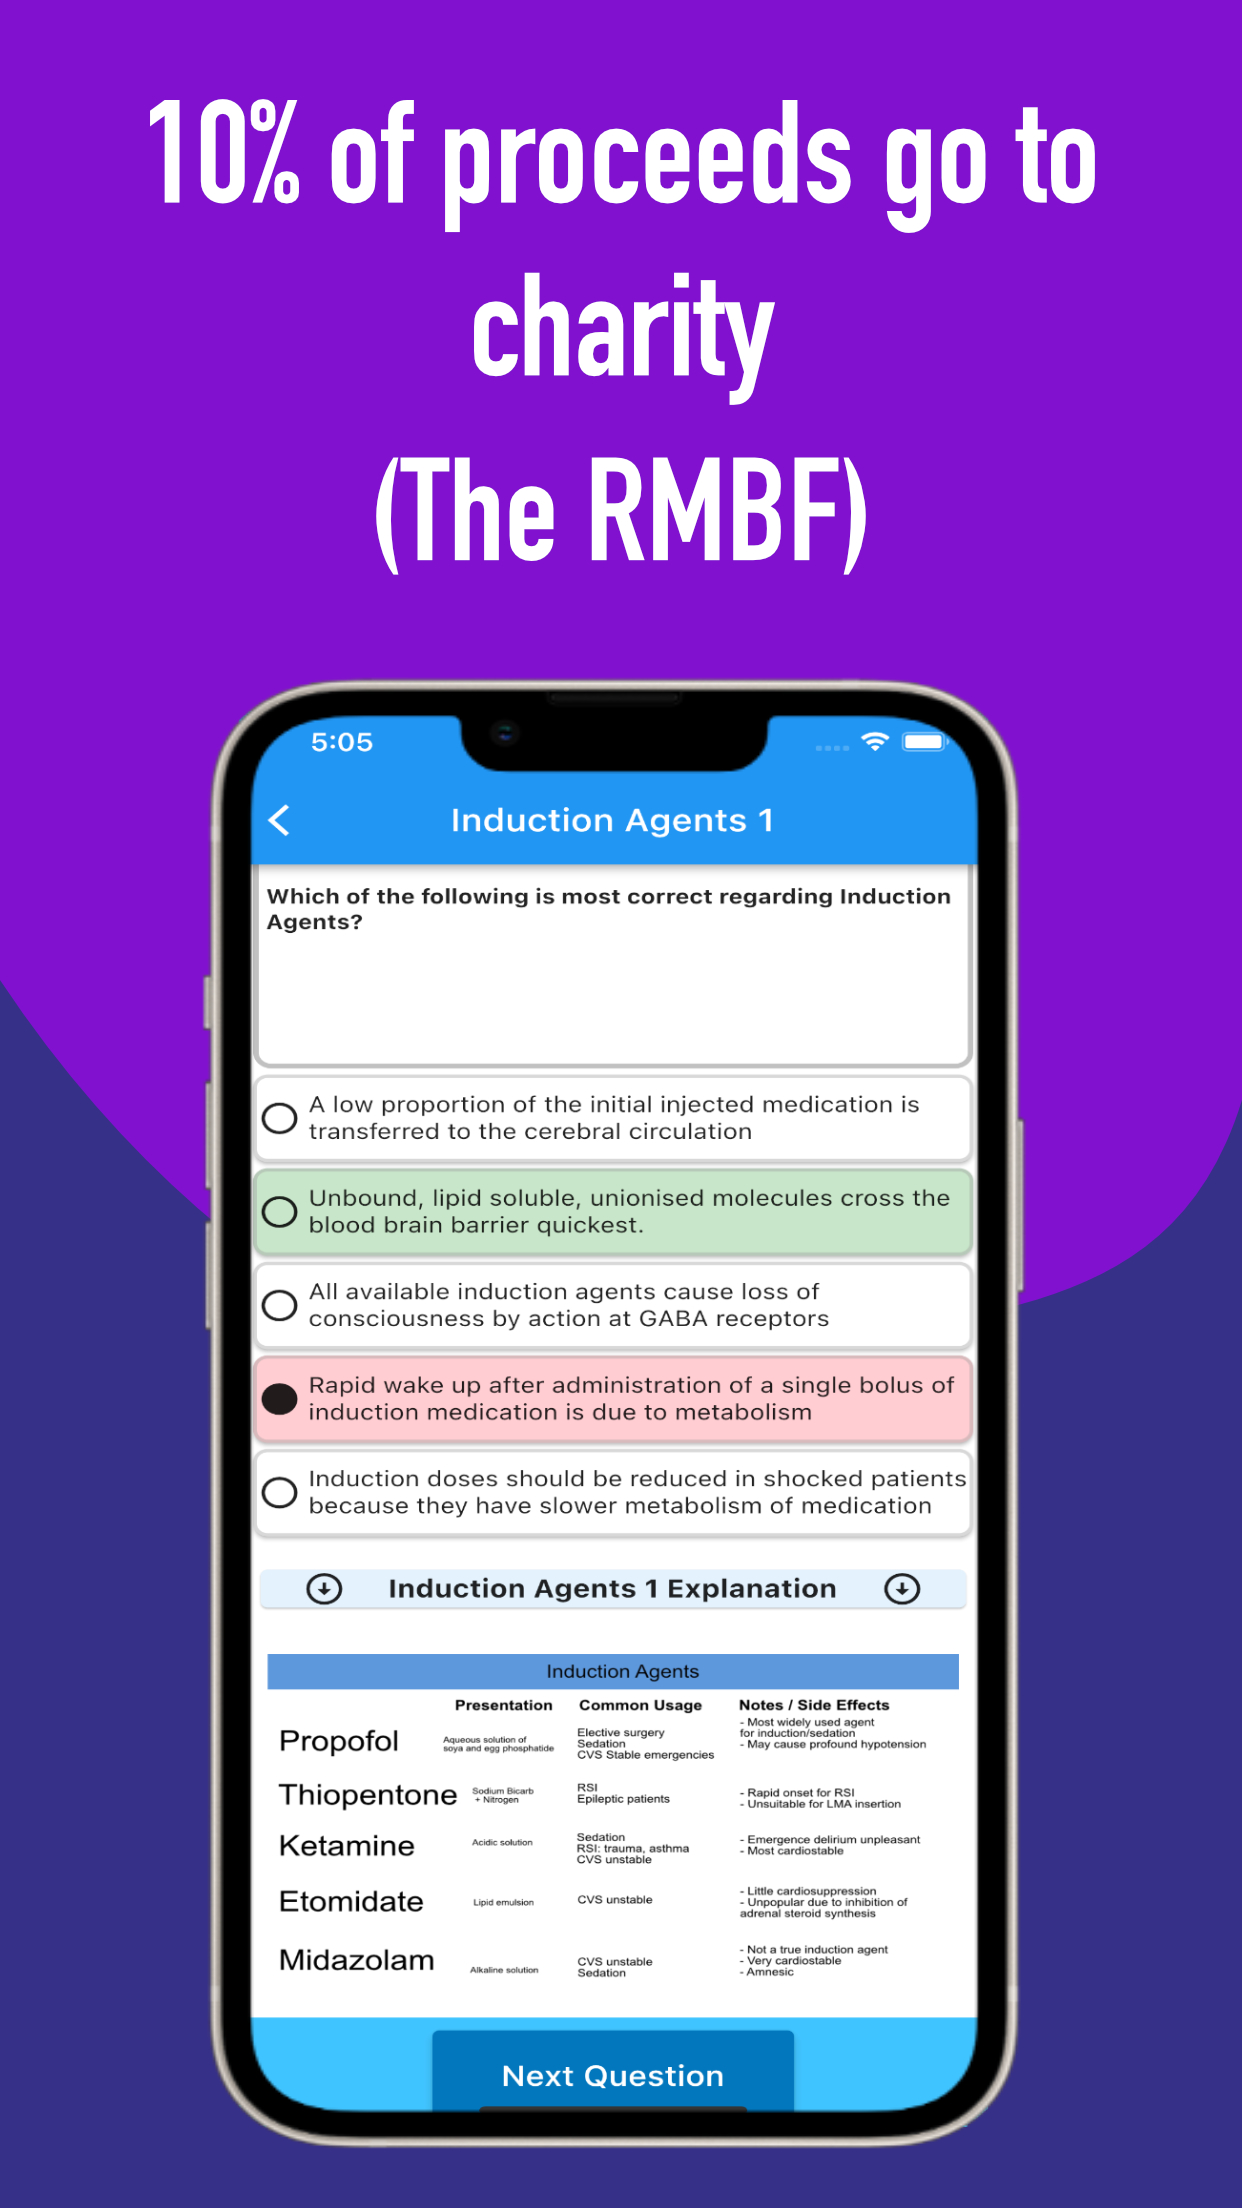 10% of proceeds go to
charity
(The RMBF)
5:05
Induction Agents 1
Which of the following is most correct regarding Induction
Agents?
A low proportion of the initial injected medication is
transferred to the cerebral circulation
Unbound, lipid soluble, unionised molecules cross the
blood brain barrier quickest.
All available induction agents cause loss of
consciousness by action at GABA receptors
Rapid wake up after administration of a single bolus of
induction medication is due to metabolism
Induction doses should be reduced in shocked patients
because they have slower metabolism of medication
Induction Agents 1 Explanation
Induction Agents
Presentation Common Usage Notes / Side Effects
Propofol
Aqueous solution of
soya and egg phosphatide
Elective surgery
Sedation
CVS Stable emergencies
- Most widely used agent
for induction/sedation
- May cause profound hypotension
Thiopentone
Sodium Bicarb
+ Nitrogen
RSI
Epileptic patients
- Rapid onset for RSI
- Unsuitable for LMA insertion
Ketamine
Acidic solution
Sedation
RSI: trauma, asthma
CVS unstable
- Emergence delirium unpleasant
- Most cardiostable
Etomidate
Lipid emulsion
CVS unstable
- Little cardiosuppression
- Unpopular due to inhibition of
adrenal steroid synthesis
Midazolam
Alkaline solution
CVS unstable
Sedation
- Not a true induction agent
- Very cardiostable
- Amnesic
Next Question